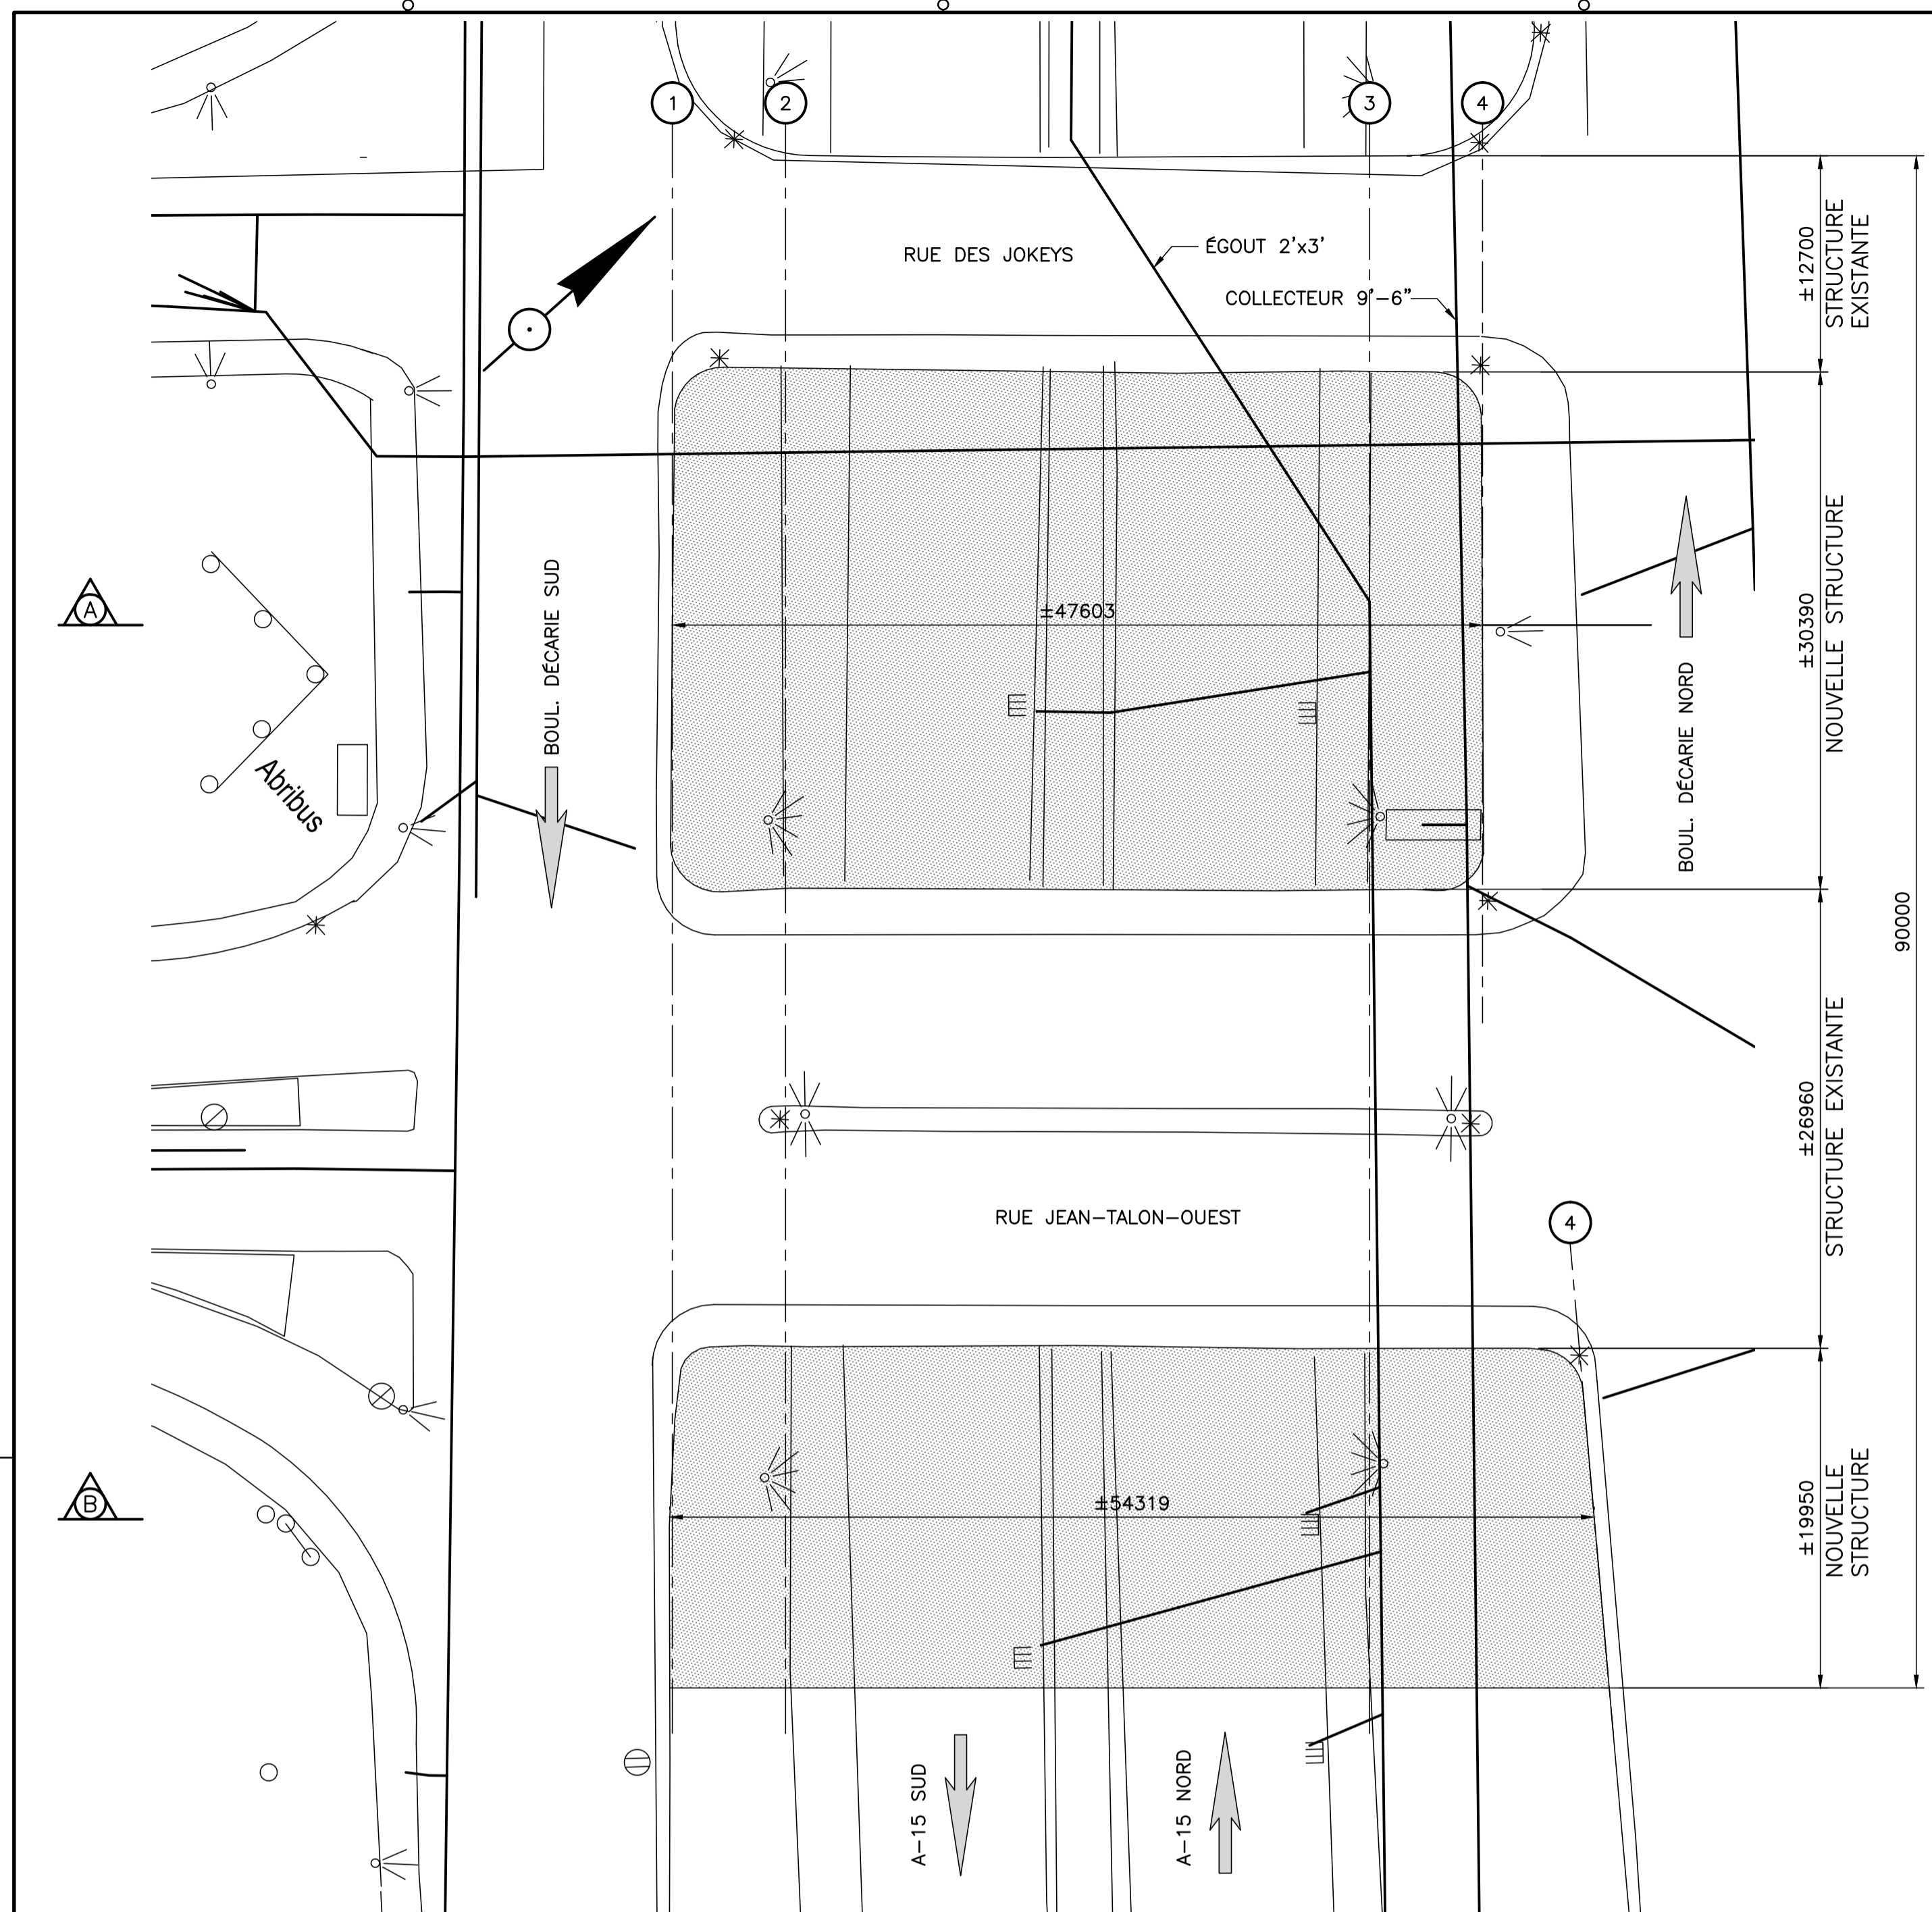 1
2
3
4
RUE DES JOKEYS
ÉGOUT 2'x3'
COLLECTEUR 9'-6"
±12700
STRUCTURE
EXISTANTE
A
BOUL. DÉCARIE SUD
±47603
BOUL. DÉCARIE NORD
±30390
NOUVELLE STRUCTURE
Abribus
90000
±26960
STRUCTURE EXISTANTE
RUE JEAN-TALON-OUEST
4
B
±54319
±19950
NOUVELLE
STRUCTURE
A-15 SUD
A-15 NORD